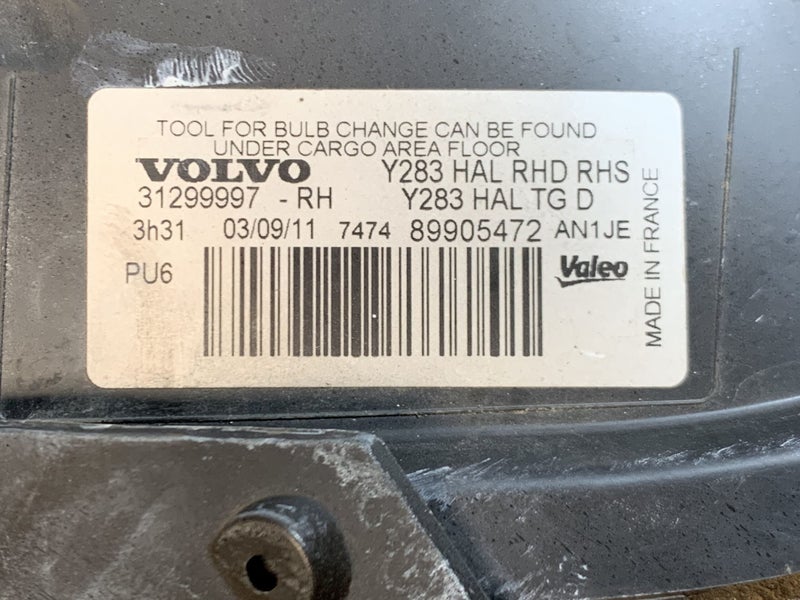 TOOL FOR BULB CHANGE CAN BE FOUND
UNDER CARGO AREA FLOOR
VOLVO Y283 HAL RHD RHS
31299997 - RH Y283 HAL TG D
3h31 03/09/11 7474 89905472 AN1JE
PU6 Valeo
MADE IN FRANCE